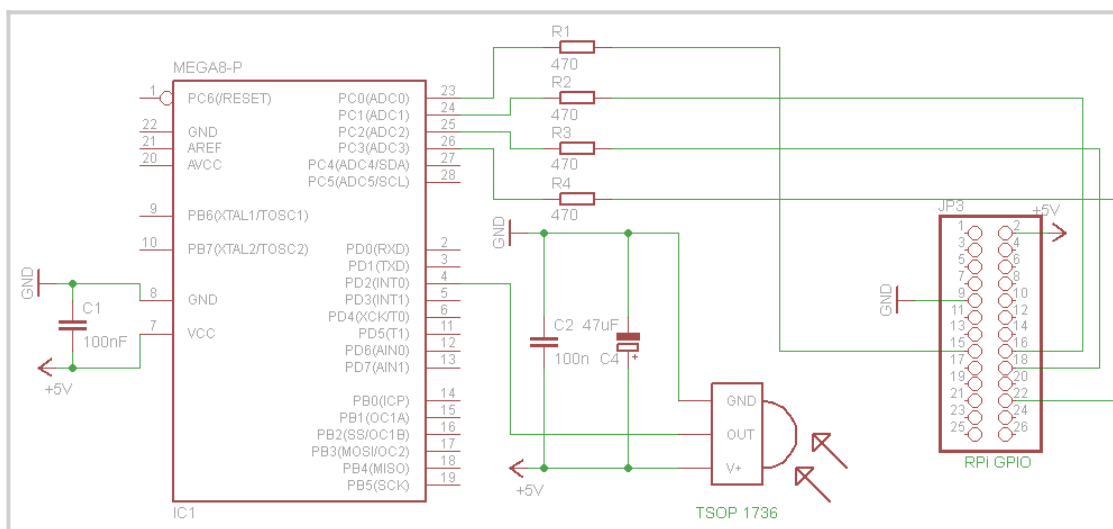 MEGA8-P
1 PC6(/RESET)
22 GND
21 AREF
20 AVCC
9 PB6(XTAL1/TOSC1)
10 PB7(XTAL2/TOSC2)
8 GND
7 VCC
PC0(ADC0) 23
PC1(ADC1) 24
PC2(ADC2) 25
PC3(ADC3) 26
PC4(ADC4/SDA) 27
PC5(ADC5/SCL) 28
PD0(RXD) 2
PD1(TXD) 3
PD2(INT0) 4
PD3(INT1) 5
PD4(XCK/T0) 6
PD5(T1) 11
PD6(AIN0) 12
PD7(AIN1) 13
PB0(ICP) 14
PB1(OC1A) 15
PB2(SS/OC1B) 16
PB3(MOSI/OC2) 17
PB4(MISO) 18
PB5(SCK) 19
IC1
GND
C1
100nF
+5V
R1
470
R2
470
R3
470
R4
470
GND
C2 47uF
100n C4
+
+5V
GND
OUT
V+
TSOP 1736
JP3
+5V
GND
1 2
3 4
5 6
7 8
9 10
11 12
13 14
15 16
17 18
19 20
21 22
23 24
25 26
RPi GPIO